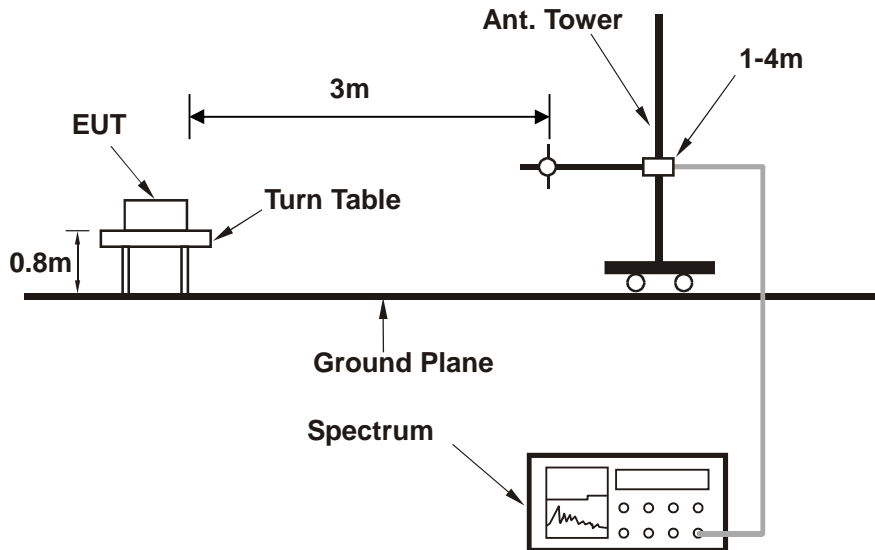 Ant. Tower
1-4m
3m
EUT
Turn Table
0.8m
Ground Plane
Spectrum